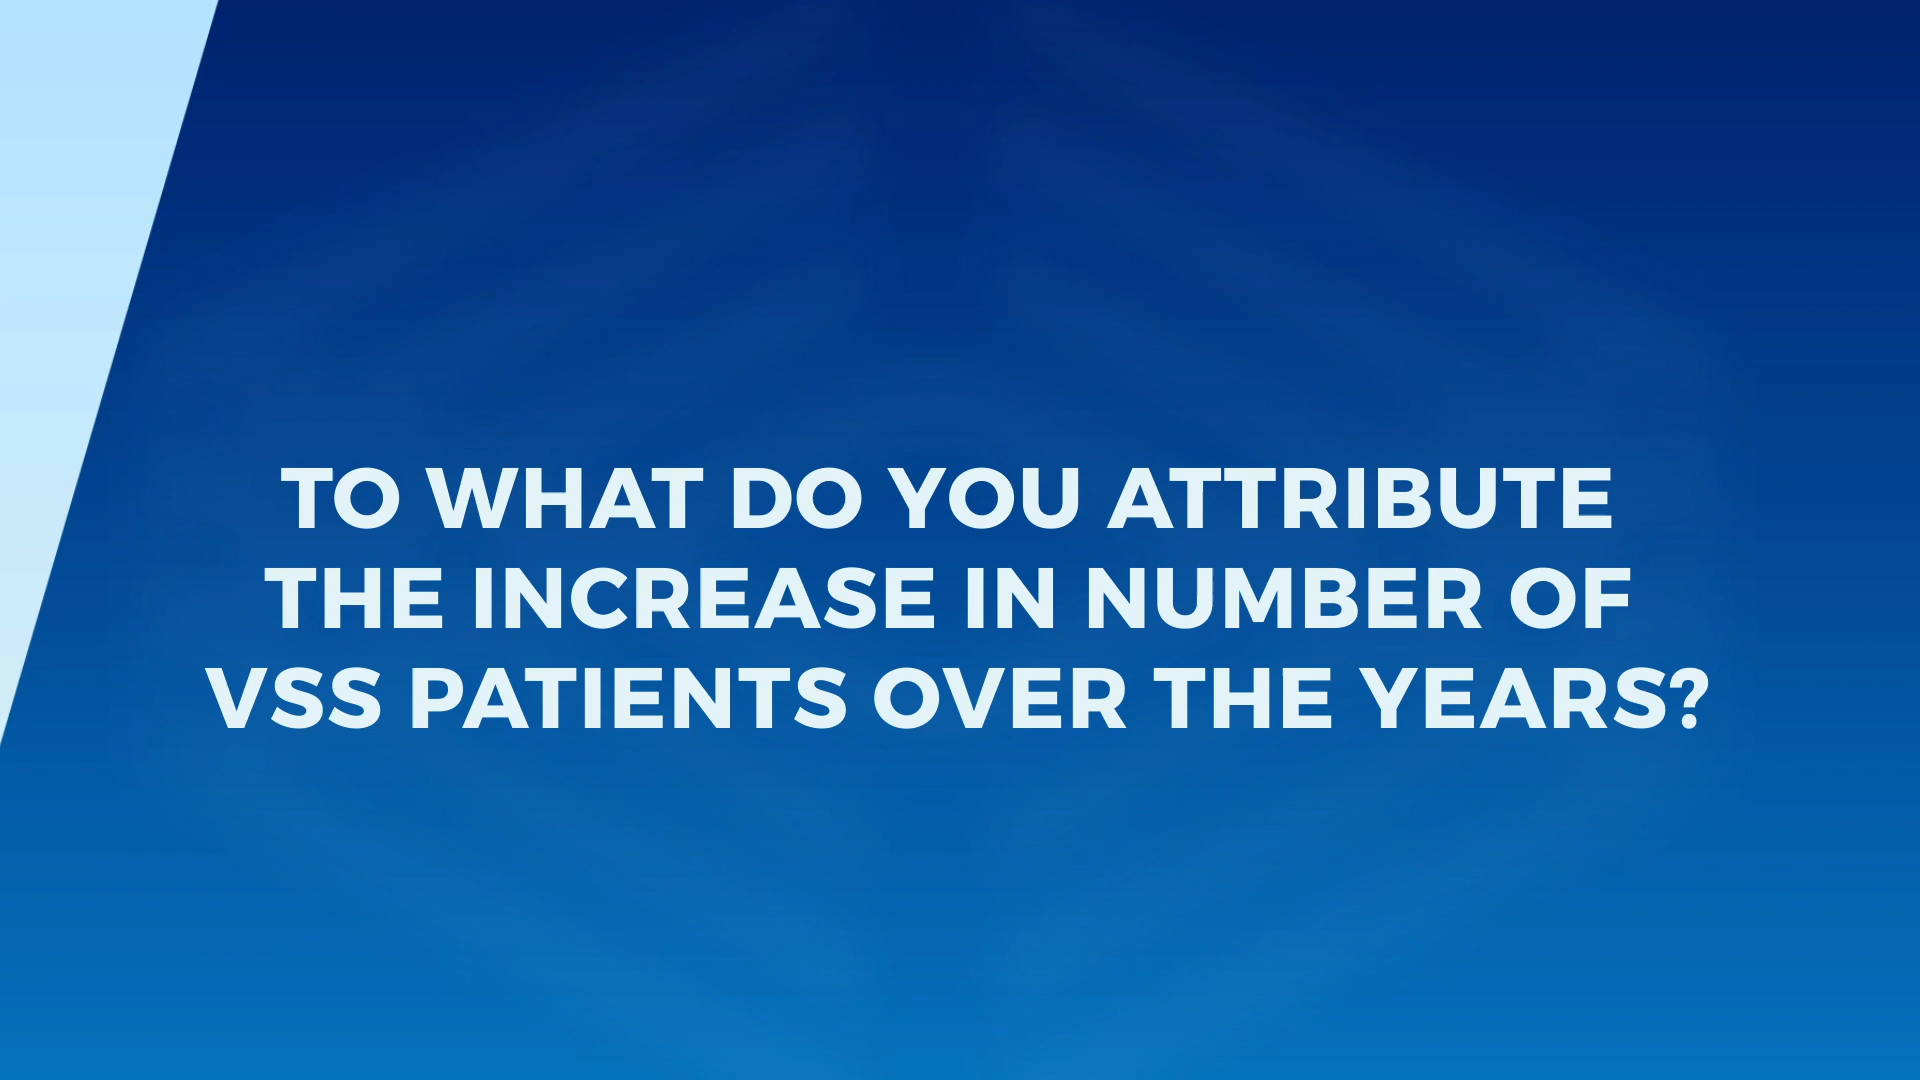 TO WHAT DO YOU ATTRIBUTE
THE INCREASE IN NUMBER OF
VSS PATIENTS OVER THE YEARS?